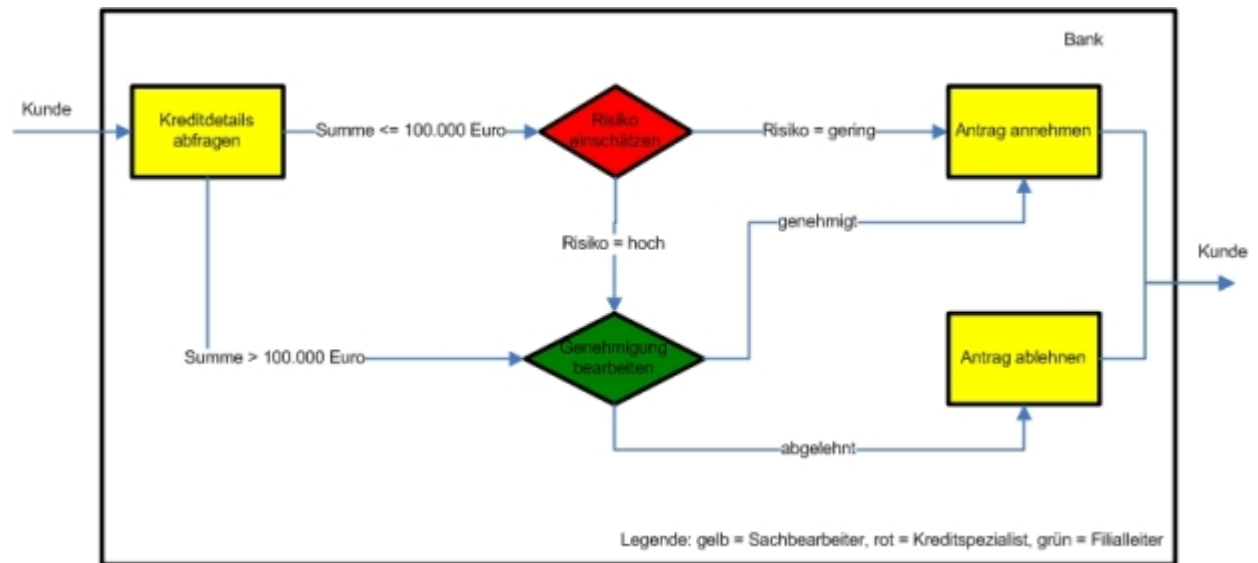 Bank
Kunde
Kreditdetails
abfragen
Summe <= 100.000 Euro
Risiko
einschätzen
Risiko = gering
Antrag annehmen
genehmigt
Risiko = hoch
Kunde
Summe > 100.000 Euro
Genehmigung
bearbeiten
Antrag ablehnen
abgelehnt
Legende: gelb = Sachbearbeiter, rot = Kreditspezialist, grün = Filialleiter